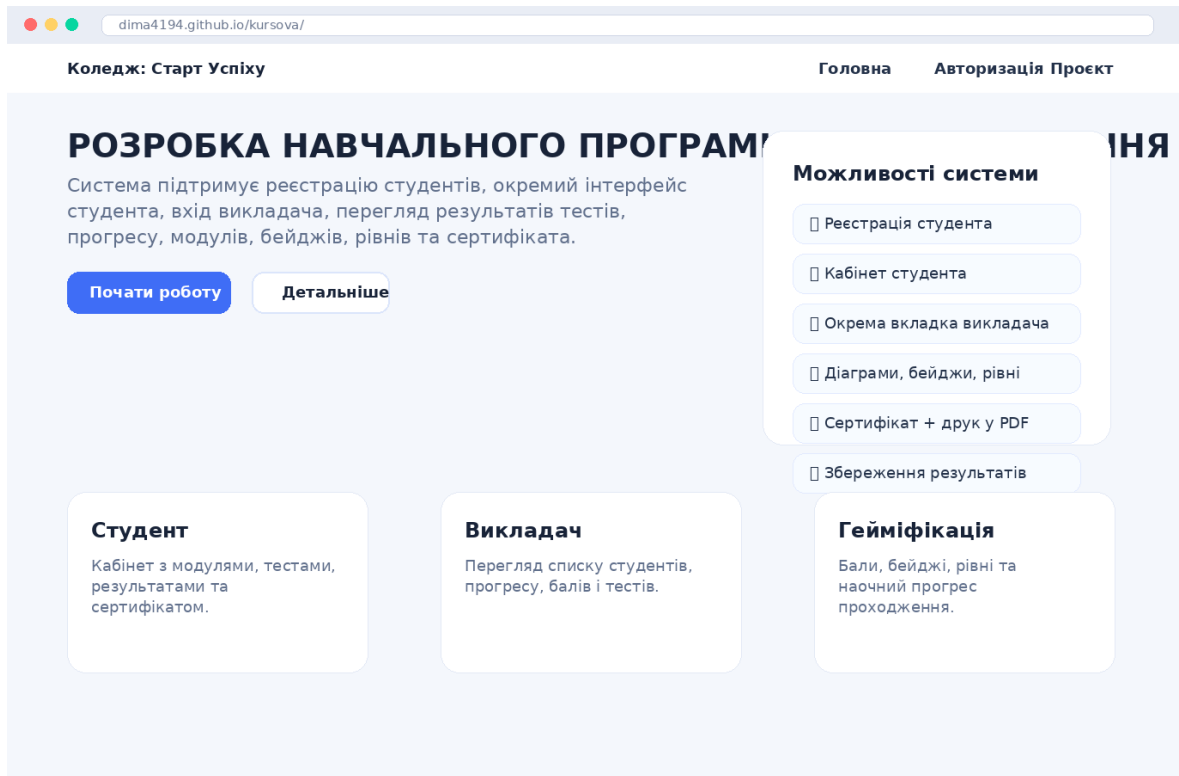 dima4194.github.io/kursova/
Коледж: Старт Успіху
Головна
Авторизація Проєкт
РОЗРОБКА НАВЧАЛЬНОГО
Система підтримує реєстрацію студентів, окремий інтерфейс
студента, вхід викладача, перегляд результатів тестів,
прогресу, модулів, бейджів, рівнів та сертифіката.
Почати роботу
Детальніше
Можливості системи
Реєстрація студента
Кабінет студента
Окрема вкладка викладача
Діаграми, бейджи, рівні
Сертифікат + друк у PDF
Збереження результатів
Студент
Кабінет з модулями, тестами,
результатами та
сертифікатом.
Викладач
Перегляд списку студентів,
прогресу, балів і тестів.
Гейміфікація
Бали, бейджі, рівні та
наочний прогрес
проходження.